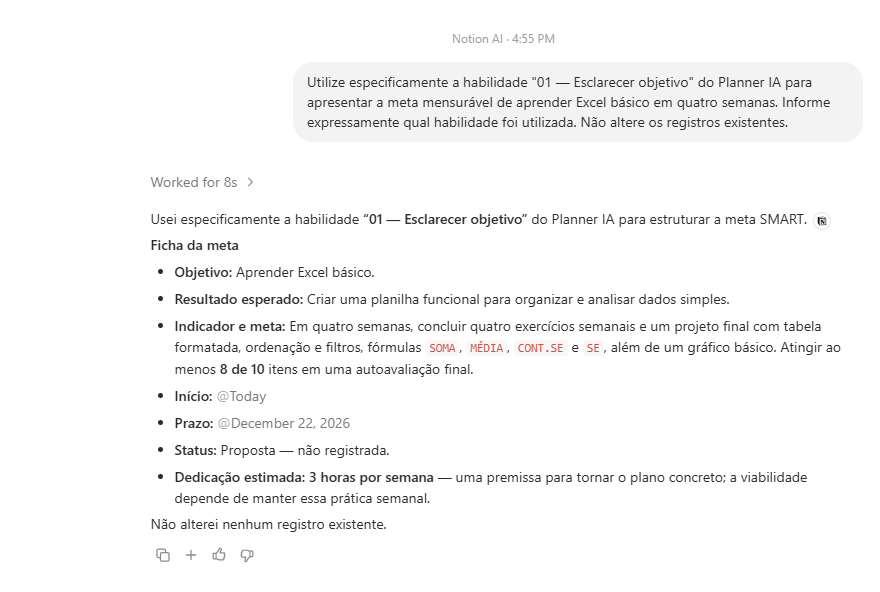 Notion AI · 4:55 PM
Utilize especificamente a habilidade "01 — Esclarecer objetivo" do Planner IA para
apresentar a meta mensurável de aprender Excel básico em quatro semanas. Informe
expressamente qual habilidade foi utilizada. Não altere os registros existentes.
Worked for 8s
Usei especificamente a habilidade “01 — Esclarecer objetivo” do Planner IA para estruturar a meta SMART.
Ficha da meta
• Objetivo: Aprender Excel básico.
• Resultado esperado: Criar uma planilha funcional para organizar e analisar dados simples.
• Indicador e meta: Em quatro semanas, concluir quatro exercícios semanais e um projeto final com tabela
formatada, ordenação e filtros, fórmulas SOMA, MÉDIA, CONT.SE e SE, além de um gráfico básico. Atingir ao
menos 8 de 10 itens em uma autoavaliação final.
• Início: @Today
• Prazo: @December 22, 2026
• Status: Proposta — não registrada.
• Dedicação estimada: 3 horas por semana — uma premissa para tornar o plano concreto; a viabilidade
depende de manter essa prática semanal.
Não alterei nenhum registro existente.